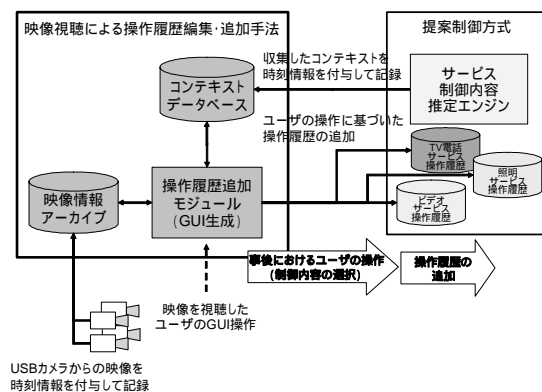 映像視聴による操作履歴編集・追加手法
提案制御方式
収集したコンテキストを
時刻情報を付与して記録
サービス
制御内容
推定エンジン
コンテキスト
データベース
ユーザの操作に基づいた
操作履歴の追加
TV電話
サービス
操作履歴
照明
サービス
操作履歴
ビデオ
サービス
操作履歴
映像情報
アーカイブ
操作履歴追加
モジュール
(GUI生成)
事後におけるユーザの操作
(制御内容の選択)
操作履歴の
追加
映像を視聴した
ユーザのGUI操作
USBカメラからの映像を
時刻情報を付与して記録